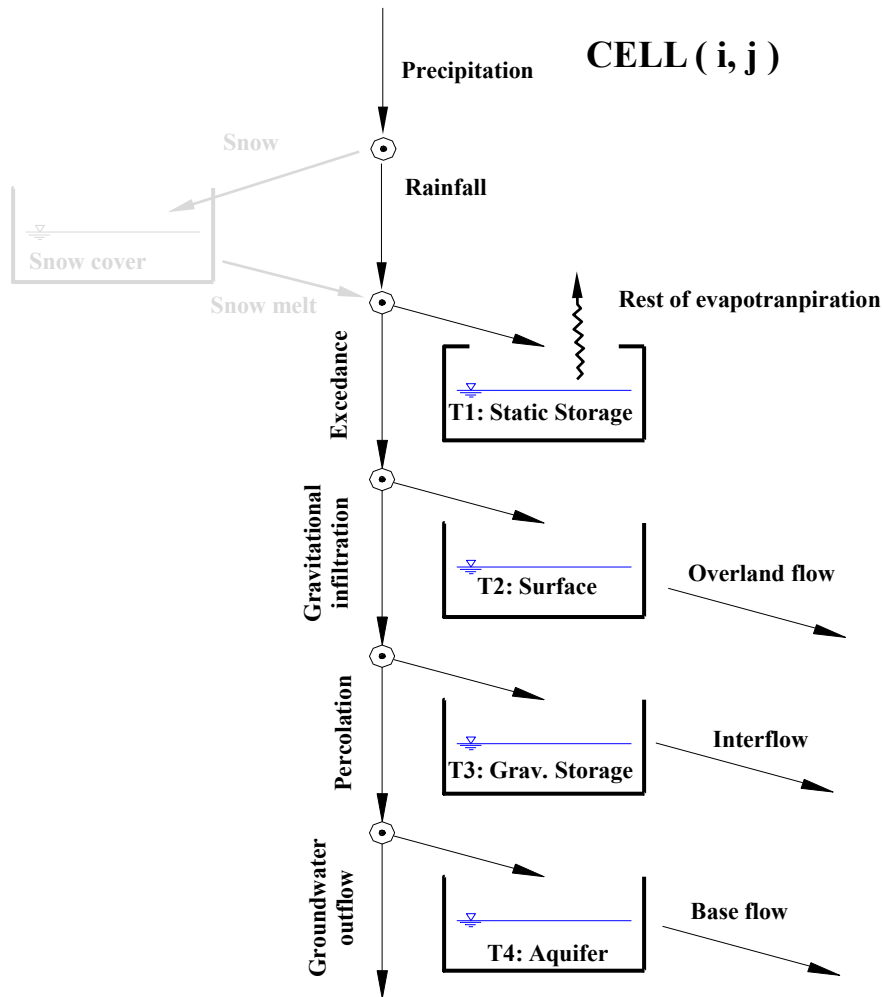 CELL ( i, j )
Precipitation
Snow
Rainfall
Snow cover
Snow melt
Rest of evapotranpiration
Excedance
T1: Static Storage
Gravitational
infiltration
T2: Surface
Overland flow
Percolation
T3: Grav. Storage
Interflow
Groundwater
outflow
T4: Aquifer
Base flow